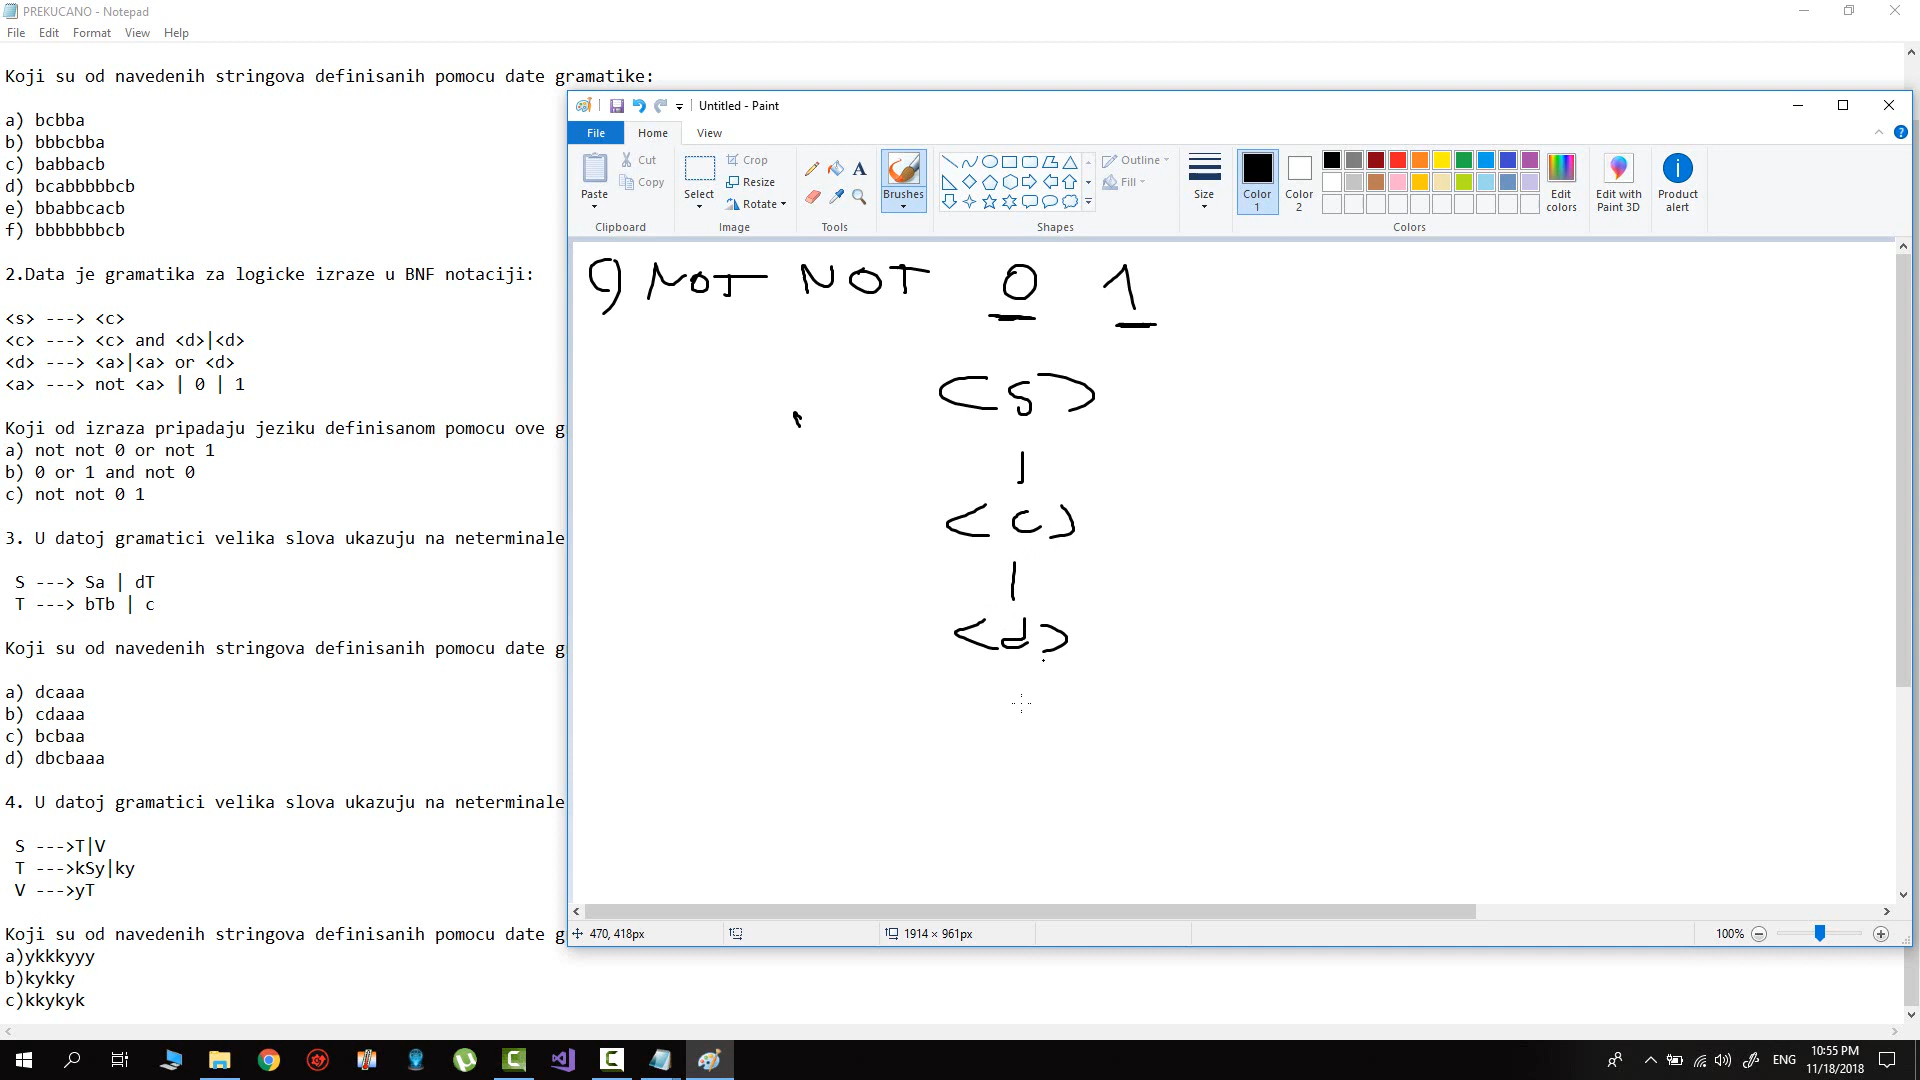 PREKUCANO - Notepad
File Edit Format View Help
Koji su od navedenih stringova definisanih pomocu date gramatike:
a) bcbba
b) bbbcbba
c) babbacb
d) bcabbbbbcb
e) bbabbcacb
f) bbbbbbbcb
2.Data je gramatika za logicke izraze u BNF notaciji:
<s> ---> <c>
<c> ---> <c> and <d>|<d>
<d> ---> <a>|<a> or <d>
<a> ---> not <a> | 0 | 1
Koji od izraza pripadaju jeziku definisanom pomocu ove g
a) not not 0 or not 1
b) 0 or 1 and not 0
c) not not 0 1
3. U datoj gramatici velika slova ukazuju na neterminale
S ---> Sa | dT
T ---> bTb | c
Koji su od navedenih stringova definisanih pomocu date g
a) dcaaa
b) cdaaa
c) bcbaa
d) dbcbaaa
4. U datoj gramatici velika slova ukazuju na neterminale
S --->T|V
T --->kSy|ky
V --->yT
Koji su od navedenih stringova definisanih pomocu date g
a)ykkkyyy
b)kykky
c)kkykyk
Untitled - Paint
File Home View
Paste
Cut
Copy
Clipboard
Select
Crop
Resize
Rotate
Image
A
Tools
Brushes
Outline
Fill
Shapes
Size
Color 1
Color 2
Edit colors
Colors
Edit with Paint 3D
Product alert
c) NOT NOT 0 1
<s>
<c>
<d>
470, 418px
1914 × 961px
100%
ENG
10:55 PM
11/18/2018